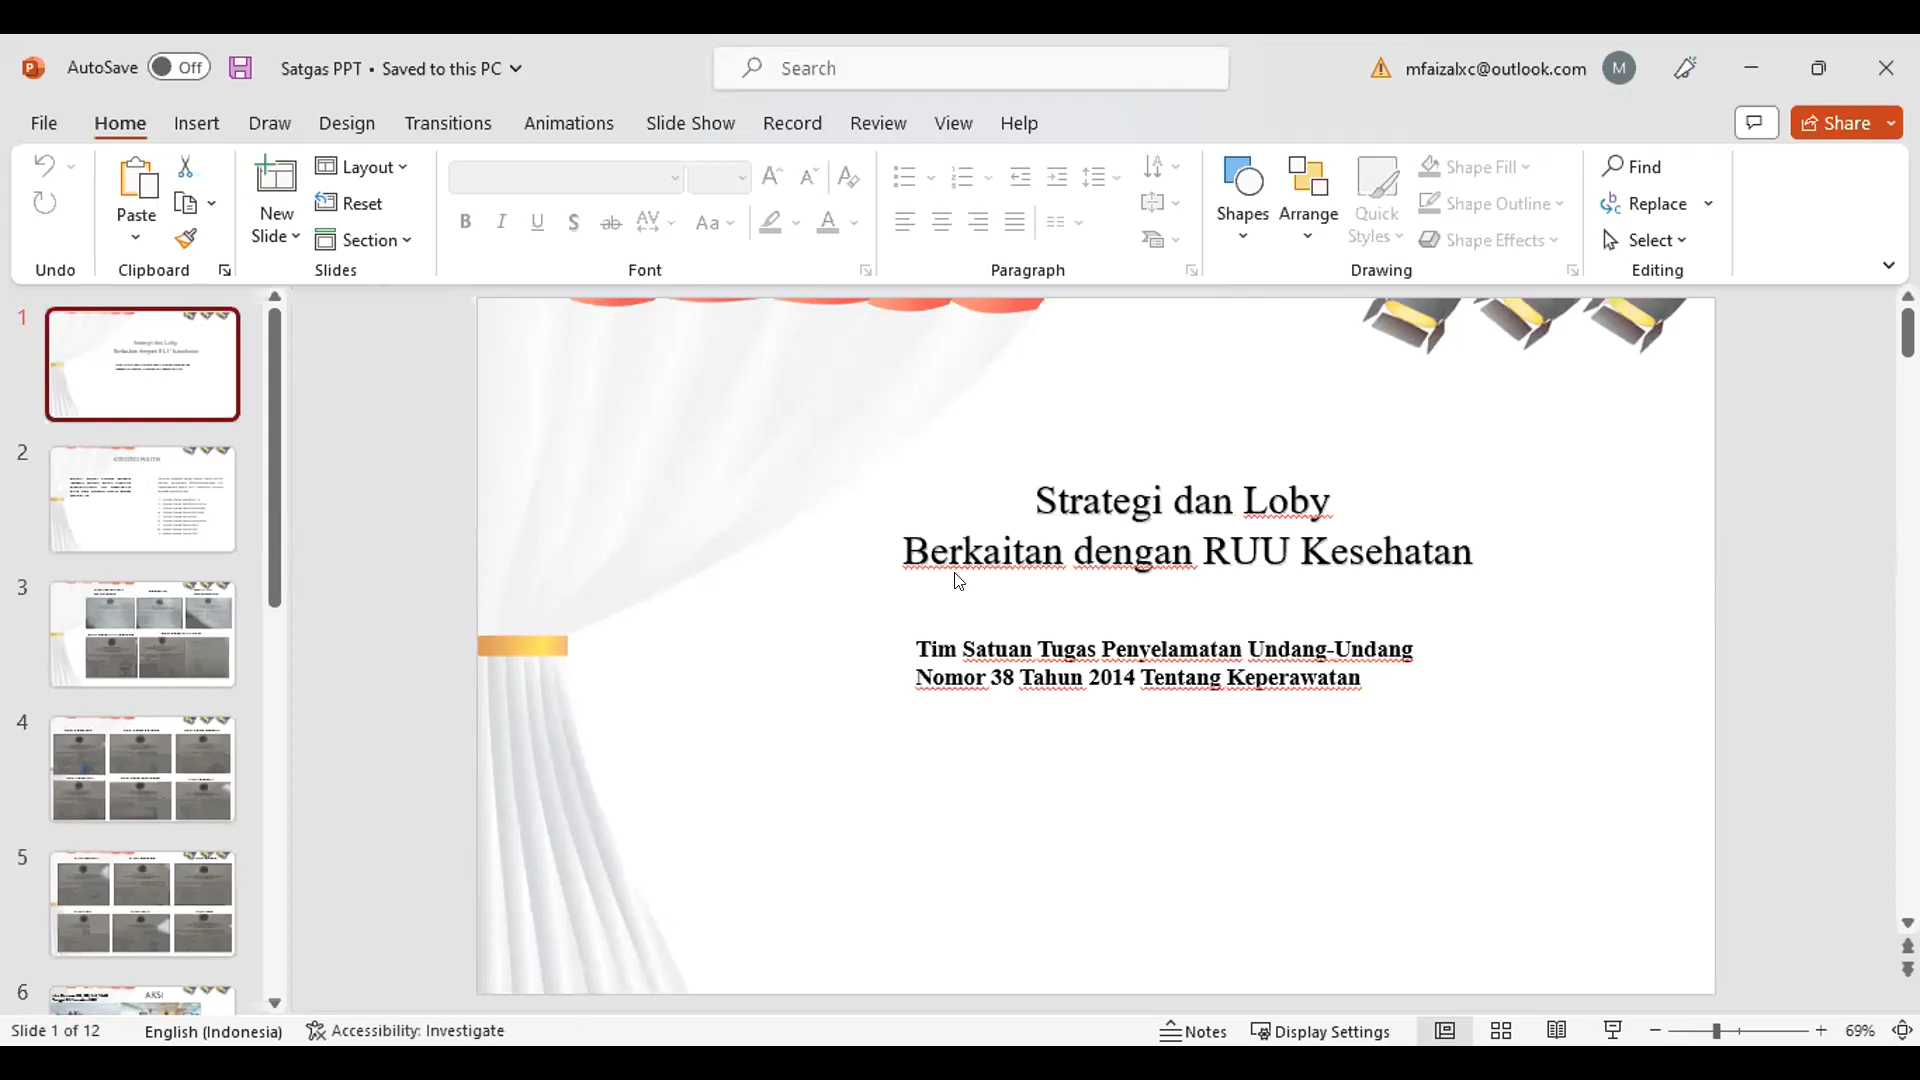 AutoSave Off Satgas PPT • Saved to this PC Search mfaizalxc@outlook.com M
File Home Insert Draw Design Transitions Animations Slide Show Record Review View Help Share
Paste New Slide Layout Reset Section
B I U S ab AV Aa A
Shapes Arrange Quick Styles Shape Fill Shape Outline Shape Effects
Find Replace Select
Undo Clipboard Slides Font Paragraph Drawing Editing
1
2
3
4
5
6
AKSI
Strategi dan Loby
Berkaitan dengan RUU Kesehatan
Tim Satuan Tugas Penyelamatan Undang-Undang
Nomor 38 Tahun 2014 Tentang Keperawatan
Slide 1 of 12 English (Indonesia) Accessibility: Investigate Notes Display Settings 69%